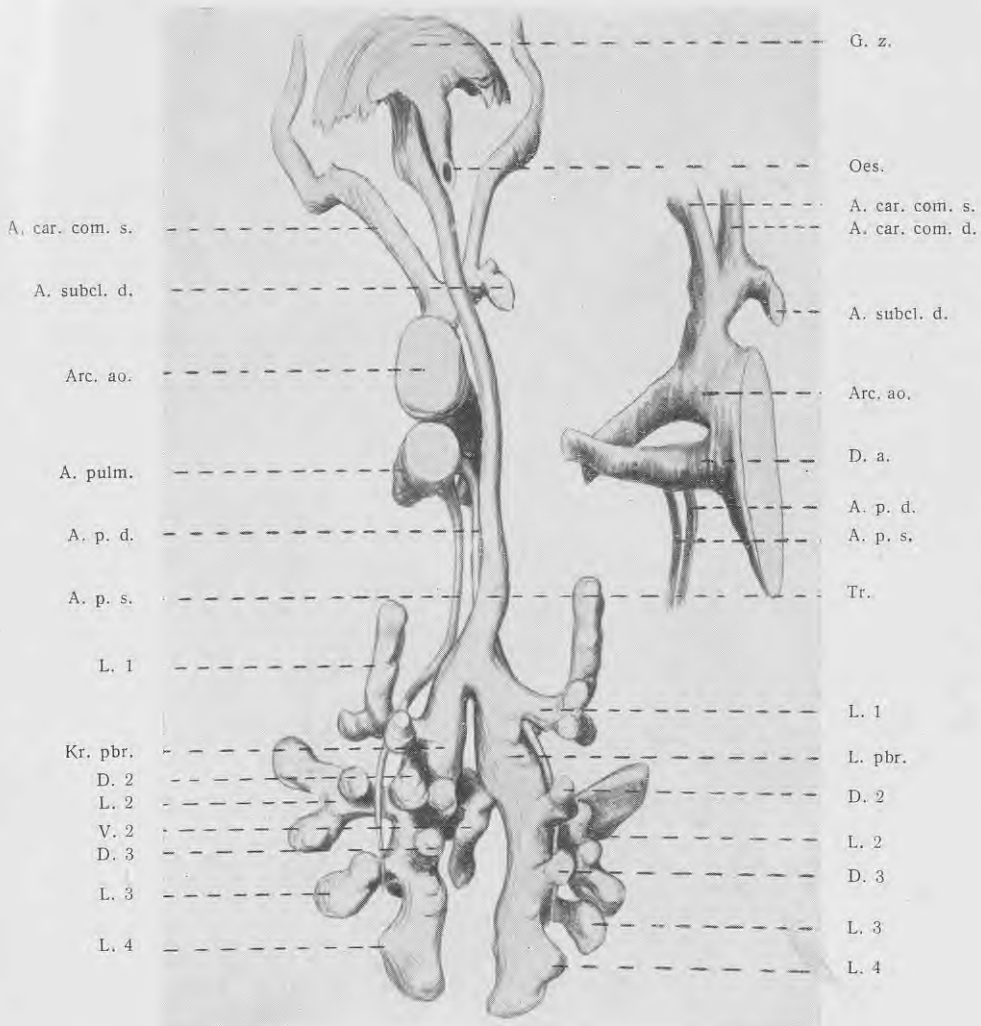 A. car. com. s.
A. subcl. d.
Arc. ao.
A. pulm.
A. p. d.
A. p. s.
L. 1
Kr. pbr.
D. 2
L. 2
V. 2
D. 3
L. 3
L. 4
G. z.
Oes.
A. car. com. s.
A. car. com. d.
A. subcl. d.
Arc. ao.
D. a.
A. p. d.
A. p. s.
Tr.
L. 1
L. pbr.
D. 2
L. 2
D. 3
L. 3
L. 4